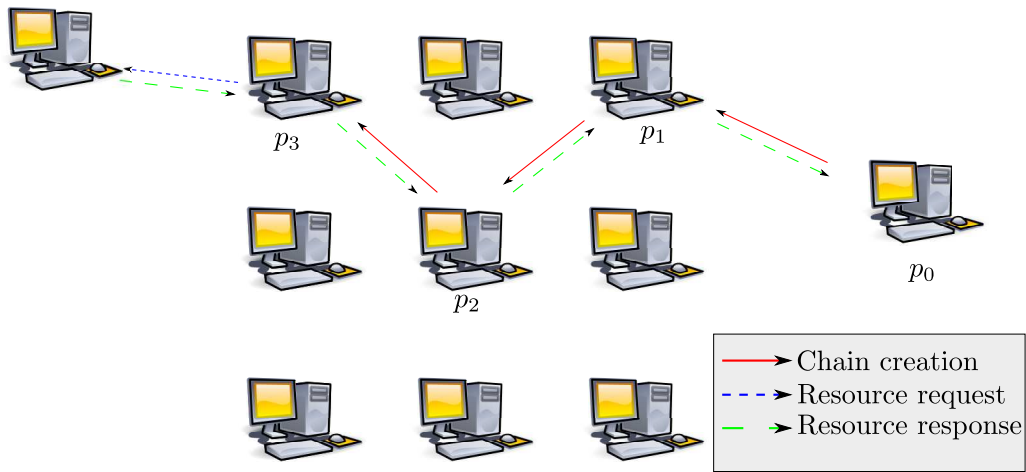 p3
p1
p0
p2
Chain creation
Resource request
Resource response